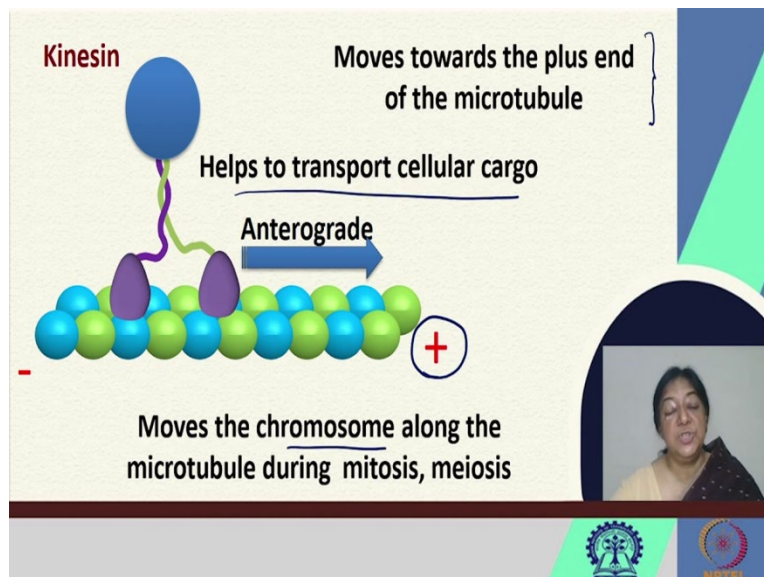 Kinesin
Moves towards the plus end
of the microtubule
Helps to transport cellular cargo
Anterograde
+
-
Moves the chromosome along the
microtubule during mitosis, meiosis
NPTEL